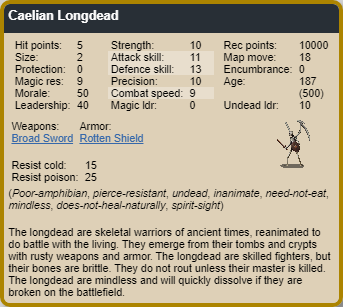 Caelian Longdead
Hit points: 5 Strength: 10 Rec points: 10000
Size: 2 Attack skill: 11 Map move: 18
Protection: 0 Defence skill: 13 Encumbrance: 0
Magic res: 9 Precision: 10 Age: 187
Morale: 50 Combat speed: 9 (500)
Leadership: 40 Magic ldr: 0 Undead ldr: 10
Weapons: Armor:
Broad Sword Rotten Shield
Resist cold: 15
Resist poison: 25
(Poor-amphibian, pierce-resistant, undead, inanimate, need-not-eat,
mindless, does-not-heal-naturally, spirit-sight)
The longdead are skeletal warriors of ancient times, reanimated to
do battle with the living. They emerge from their tombs and crypts
with rusty weapons and armor. The longdead are skilled fighters, but
their bones are brittle. They do not rout unless their master is killed.
The longdead are mindless and will quickly dissolve if they are
broken on the battlefield.